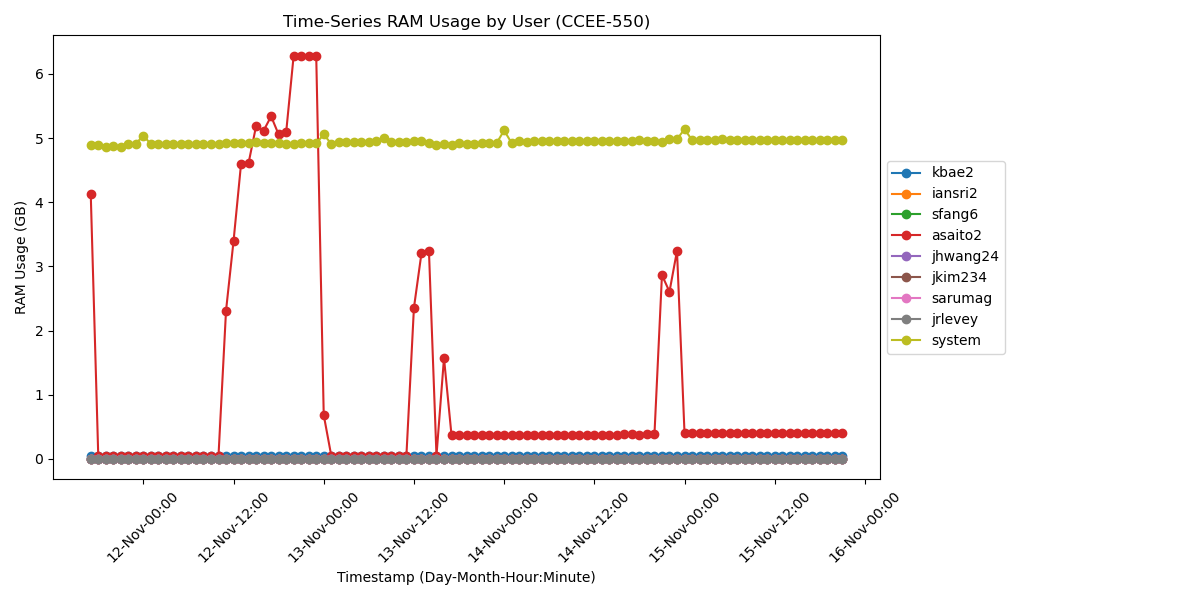 Time-Series RAM Usage by User (CCEE-550)
RAM Usage (GB)
6
5
4
3
2
1
0
12-Nov-00:00
12-Nov-12:00
13-Nov-00:00
13-Nov-12:00
14-Nov-00:00
14-Nov-12:00
15-Nov-00:00
15-Nov-12:00
16-Nov-00:00
Timestamp (Day-Month-Hour:Minute)
kbae2
iansri2
sfang6
asaito2
jhwang24
jkim234
sarumag
jrlevey
system